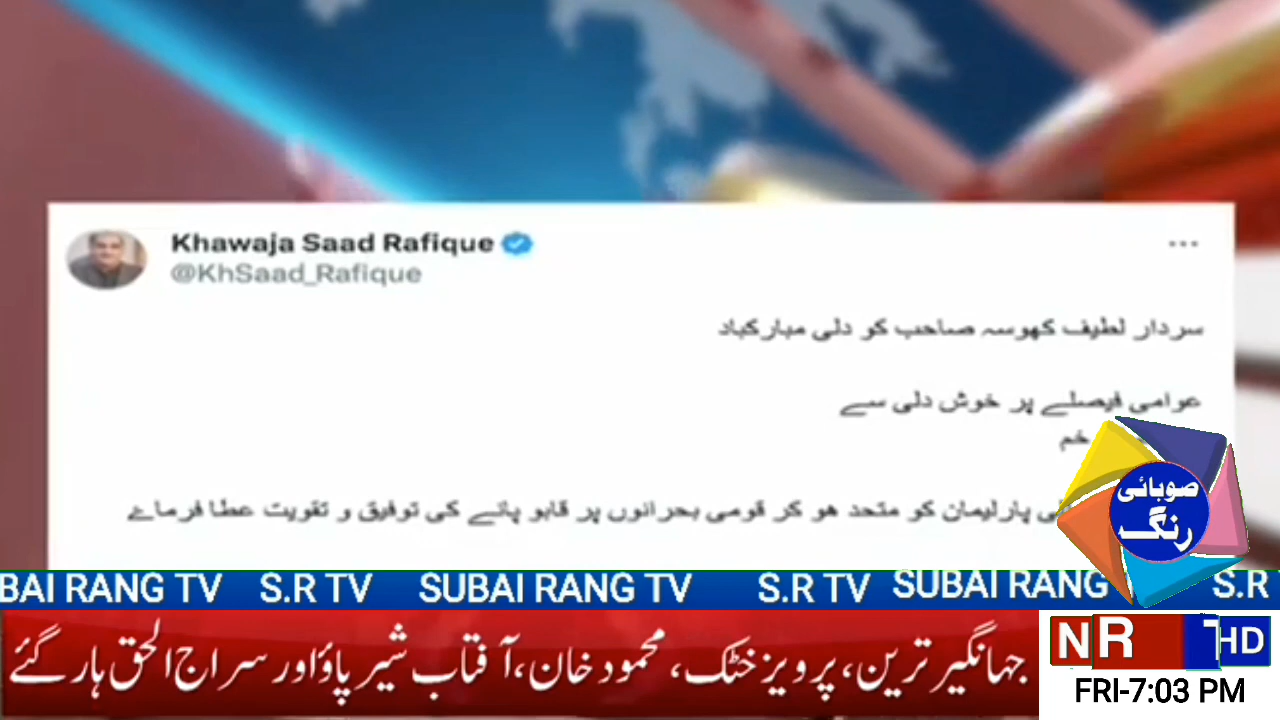 Khawaja Saad Rafique
@KhSaad_Rafique
سردار لطیف کھوسہ صاحب کو دلی مبارکباد
عوامی فیصلے پر خوش دلی سے
خم
پارلیمان کو متحد ھو کر قومی بحرانوں پر قابو پانے کی توفیق و تقویت عطا فرماۓ
صوبائی
رنگ
BAI RANG TV S.R TV SUBAI RANG TV S.R TV SUBAI RANG S.R
جہانگیر ترین، پرویز خٹک، محمود خان، آفتاب شیر پاؤ اور سراج الحق ہار گئے
NR HD
FRI-7:03 PM